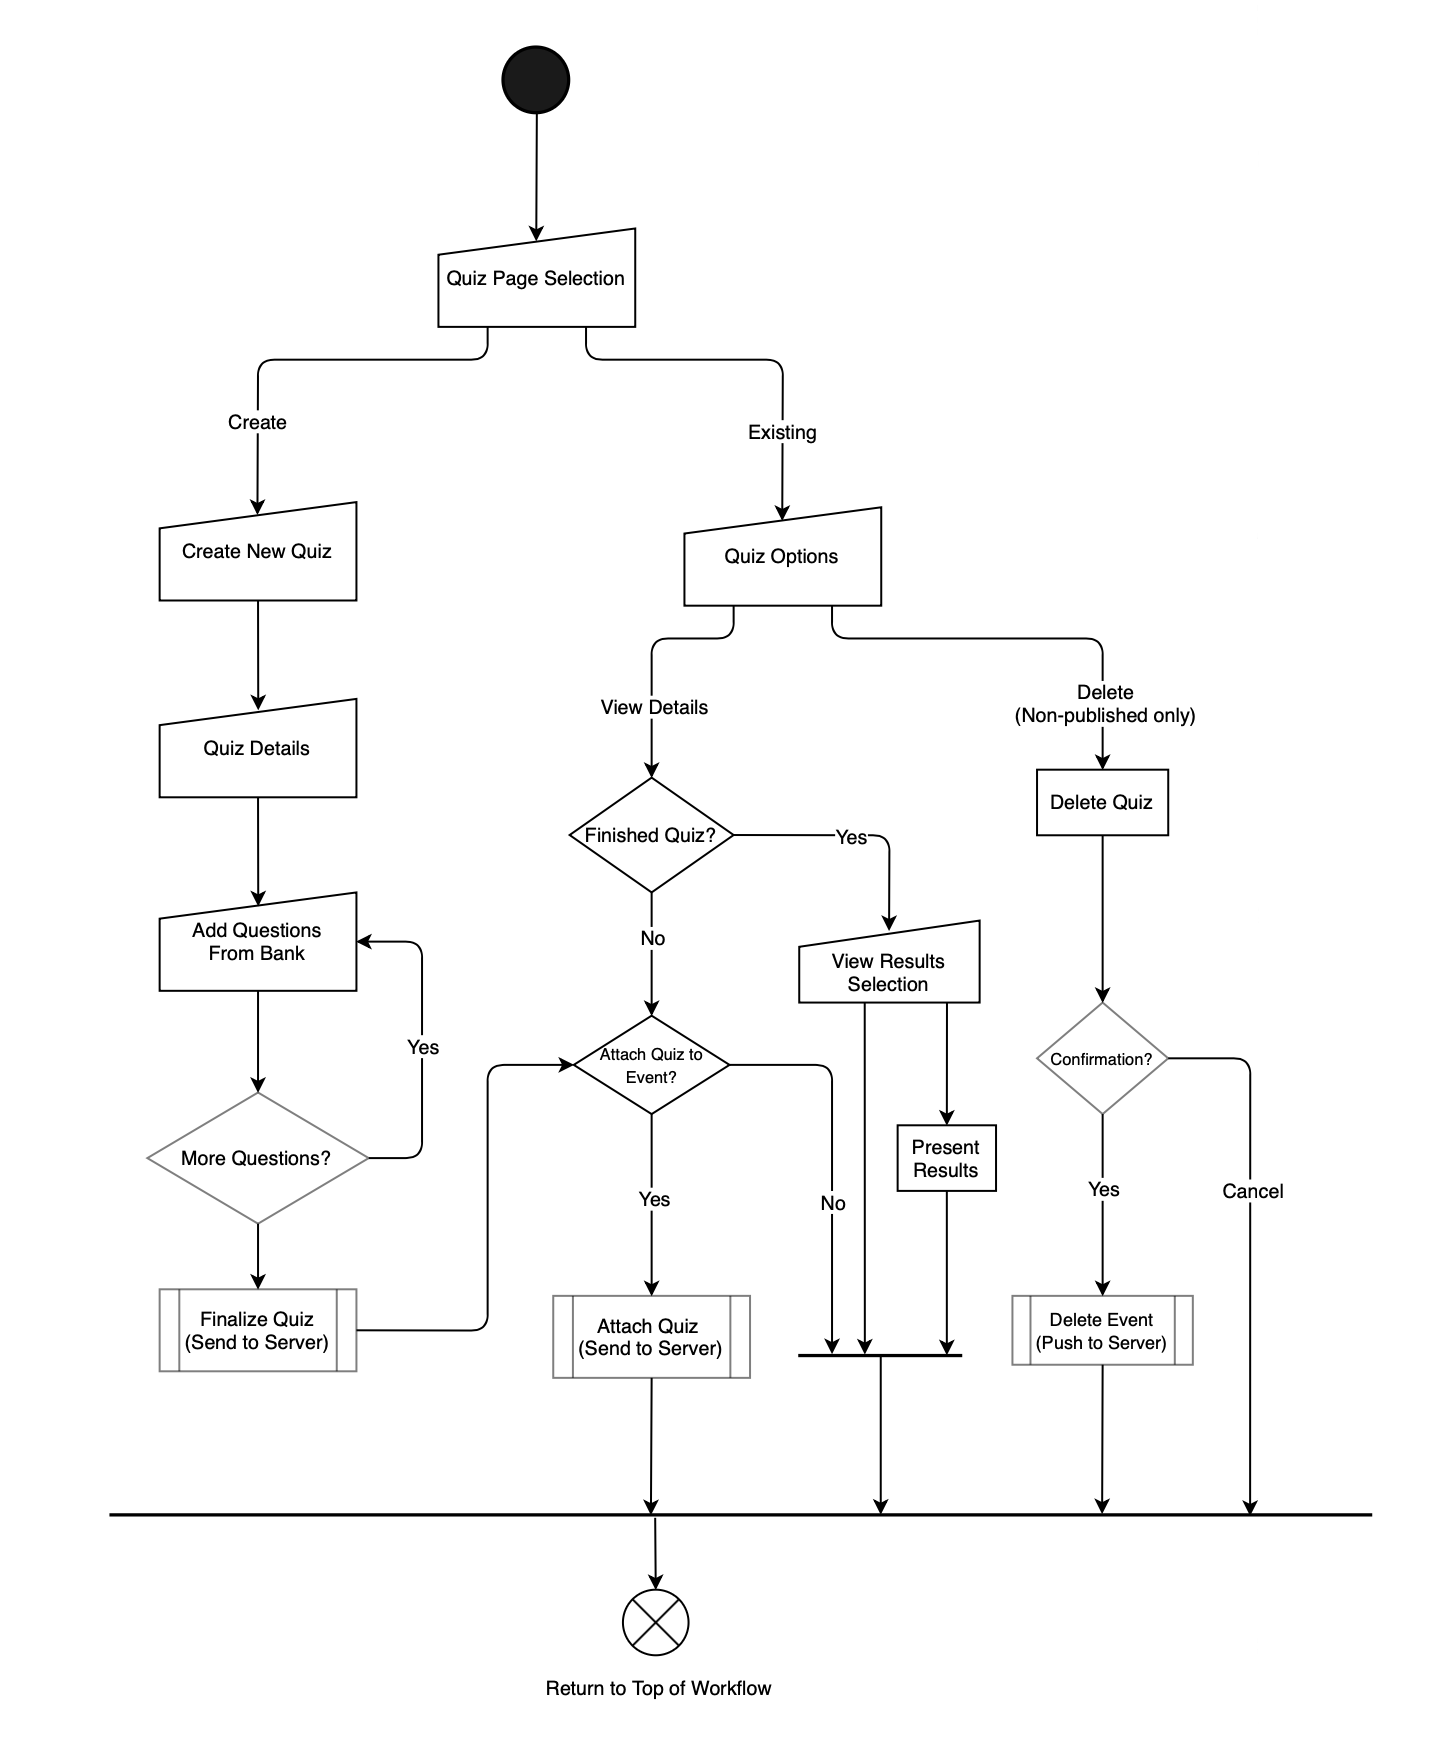 Quiz Page Selection
Create
Existing
Create New Quiz
Quiz Options
View Details
Delete
(Non-published only)
Quiz Details
Delete Quiz
Finished Quiz?
Yes
Add Questions
From Bank
No
View Results
Selection
Yes
Attach Quiz to
Event?
Confirmation?
More Questions?
Present
Results
Yes
No
Yes
Cancel
Finalize Quiz
(Send to Server)
Attach Quiz
(Send to Server)
Delete Event
(Push to Server)
Return to Top of Workflow